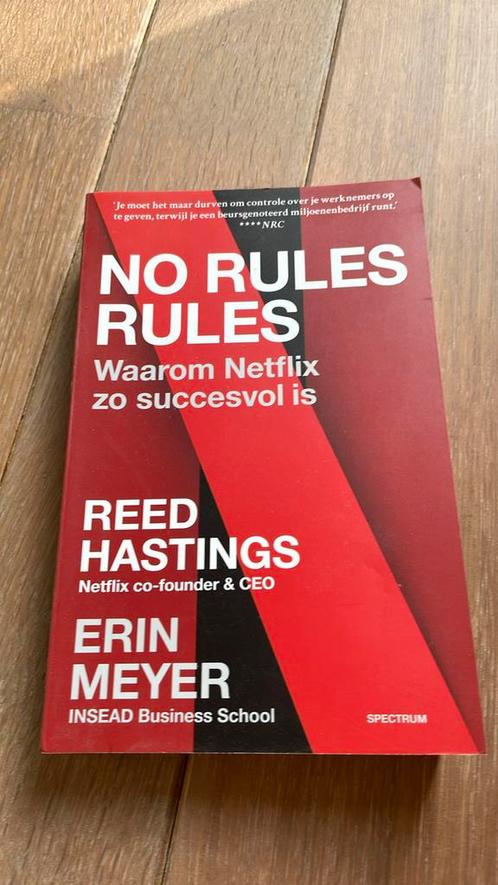 'Je moet het maar durven om controle over je werknemers op
te geven, terwijl je een beursgenoteerd miljoenenbedrijf runt.'
****NRC
NO RULES
RULES
Waarom Netflix
zo succesvol is
REED
HASTINGS
Netflix co-founder & CEO
ERIN
MEYER
INSEAD Business School
SPECTRUM